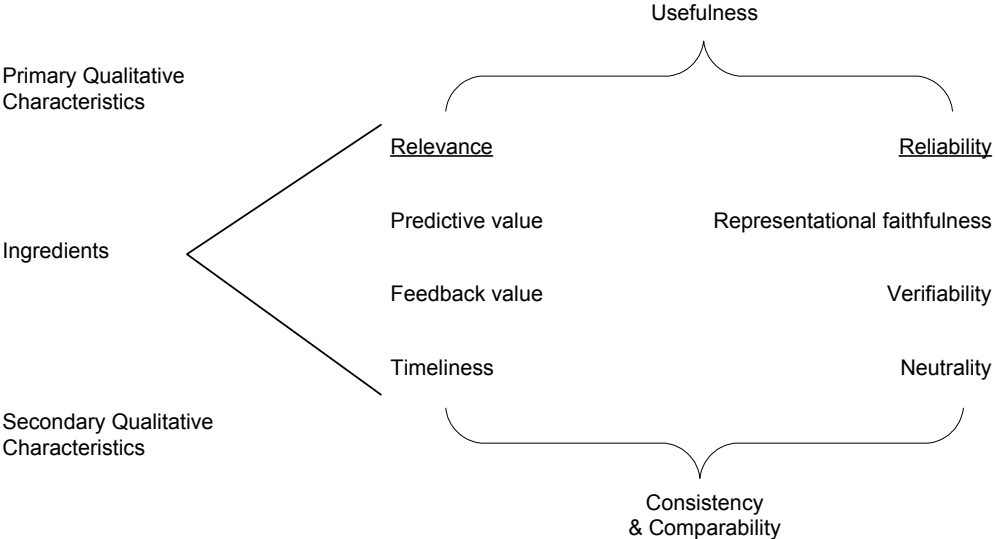 Usefulness
Primary Qualitative
Characteristics
Relevance
Reliability
Predictive value
Representational faithfulness
Ingredients
Feedback value
Verifiability
Timeliness
Neutrality
Secondary Qualitative
Characteristics
Consistency
& Comparability